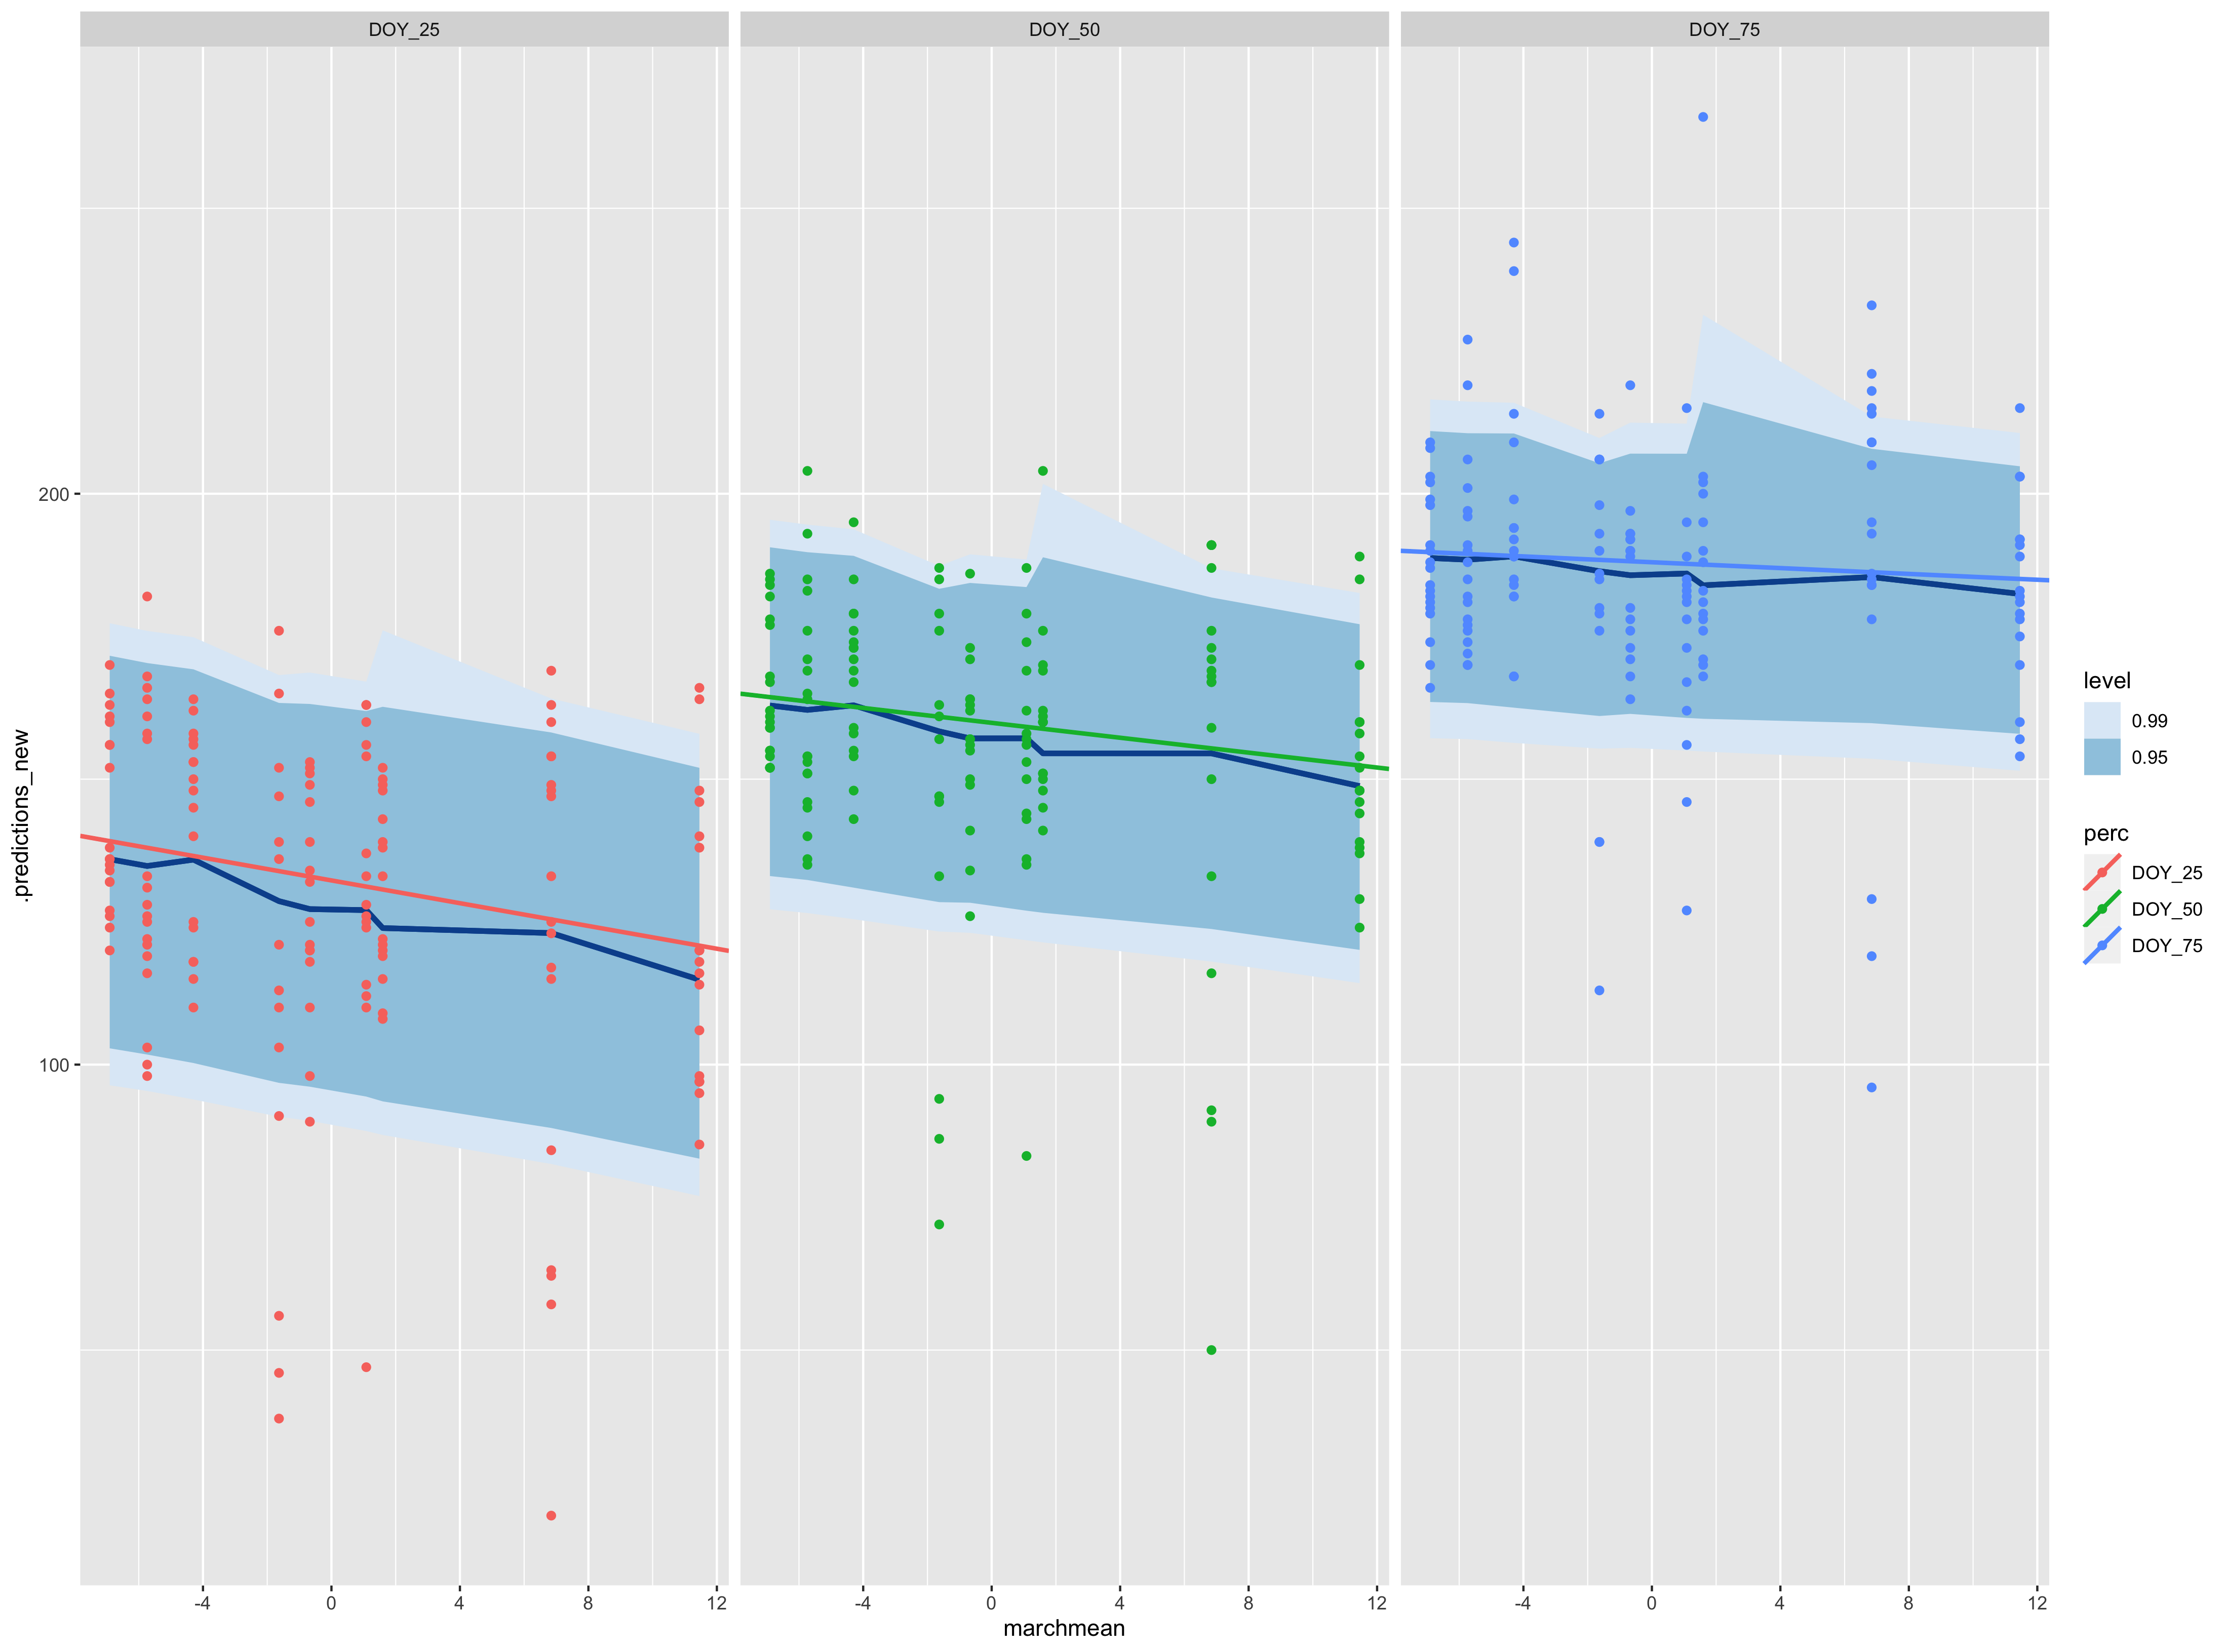 DOY_25 DOY_50 DOY_75
200
100
.predictions_new
-4 0 4 8 12 -4 0 4 8 12 -4 0 4 8 12
marchmean
level
0.99
0.95
perc
DOY_25
DOY_50
DOY_75